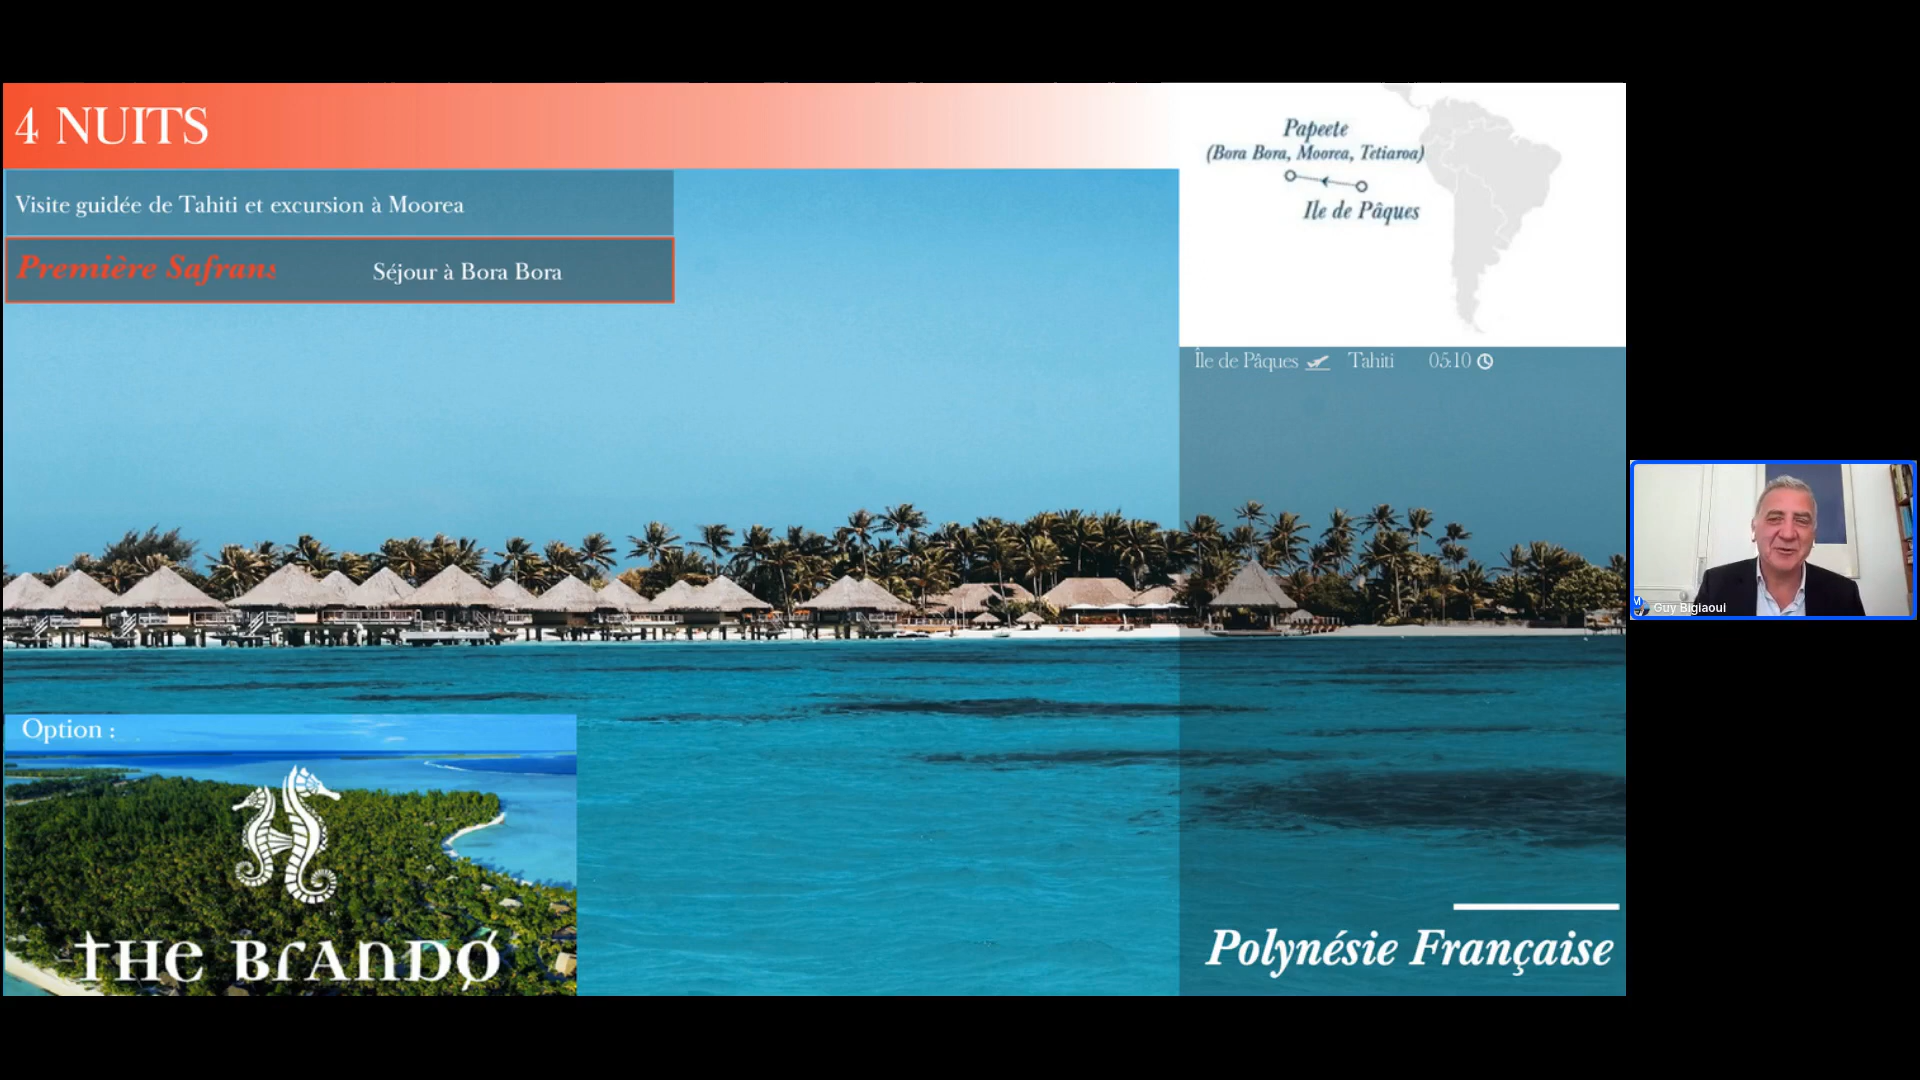 4 NUITS
Visite guidée de Tahiti et excursion à Moorea
Première Safrans
Séjour à Bora Bora
Papeete
(Bora Bora, Moorea, Tetiaroa)
Ile de Pâques
Île de Pâques Tahiti 05:10
Option :
THE BRANDO
Polynésie Française
Guy Bigiaoui